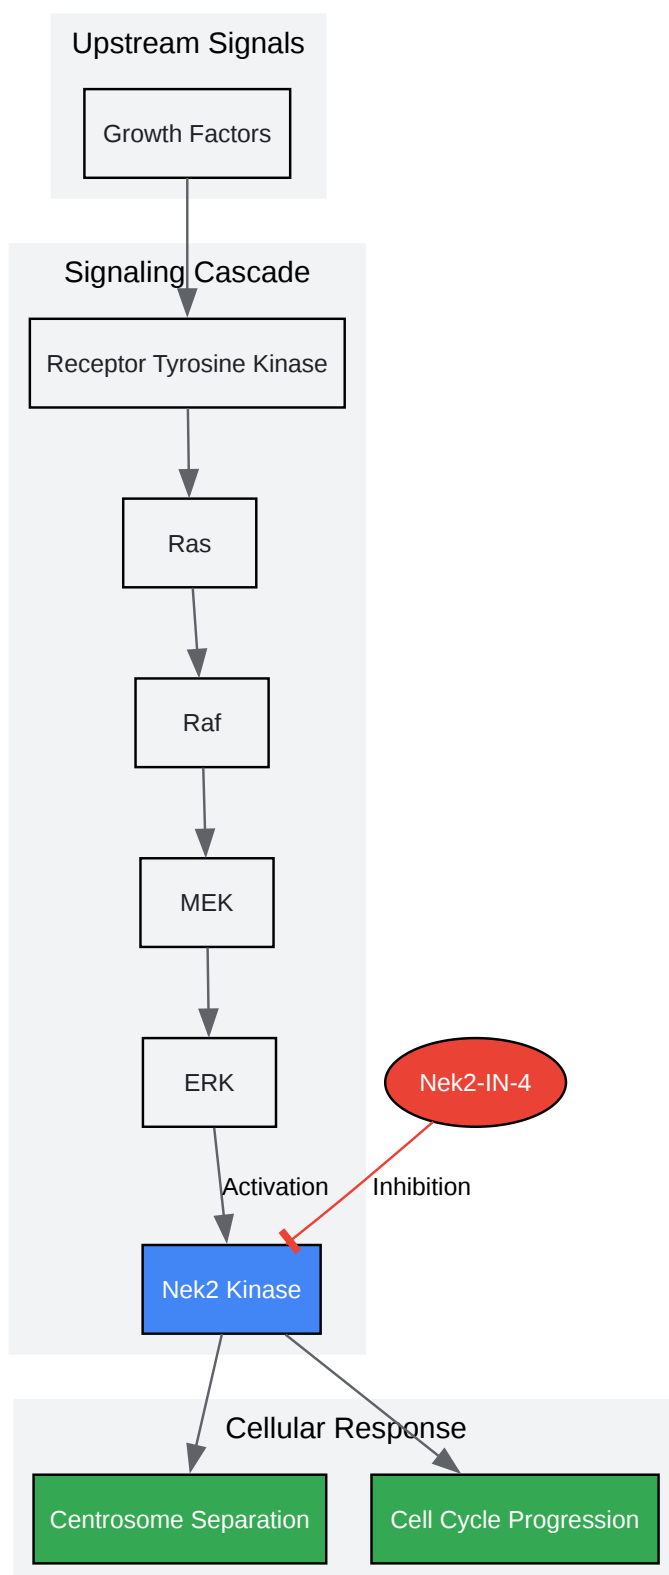 Upstream Signals
Growth Factors
Signaling Cascade
Receptor Tyrosine Kinase
Ras
Raf
MEK
ERK
Nek2-IN-4
Activation
Inhibition
Nek2 Kinase
Cellular Response
Centrosome Separation
Cell Cycle Progression